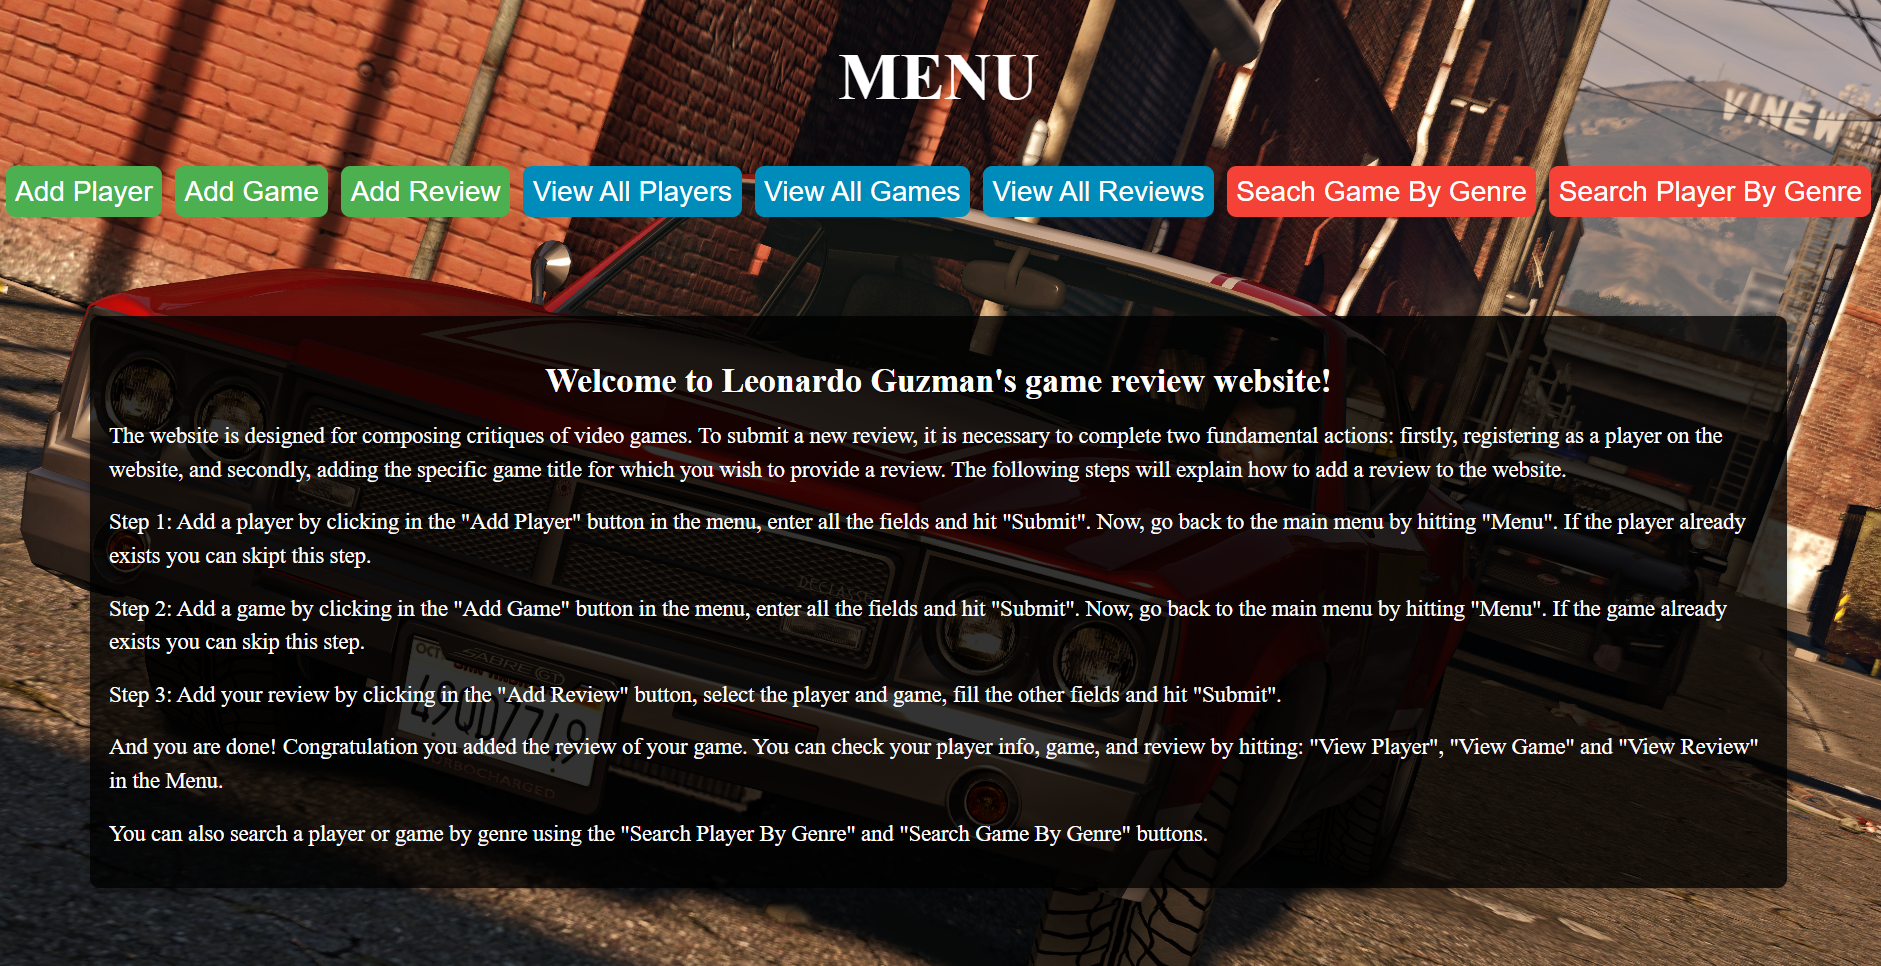 MENU
VINEW
Add Player Add Game Add Review View All Players View All Games View All Reviews Seach Game By Genre Search Player By Genre
Welcome to Leonardo Guzman's game review website!
The website is designed for composing critiques of video games. To submit a new review, it is necessary to complete two fundamental actions: firstly, registering as a player on the
website, and secondly, adding the specific game title for which you wish to provide a review. The following steps will explain how to add a review to the website.
Step 1: Add a player by clicking in the "Add Player" button in the menu, enter all the fields and hit "Submit". Now, go back to the main menu by hitting "Menu". If the player already
exists you can skipt this step.
DECLASSE
Step 2: Add a game by clicking in the "Add Game" button in the menu, enter all the fields and hit "Submit". Now, go back to the main menu by hitting "Menu". If the game already
exists you can skip this step.
OCT
SABRE GT
Step 3: Add your review by clicking in the "Add Review" button, select the player and game, fill the other fields and hit "Submit".
49QD7719
And you are done! Congratulation you added the review of your game. You can check your player info, game, and review by hitting: "View Player", "View Game" and "View Review"
in the Menu.
TURBOCHARGED
You can also search a player or game by genre using the "Search Player By Genre" and "Search Game By Genre" buttons.